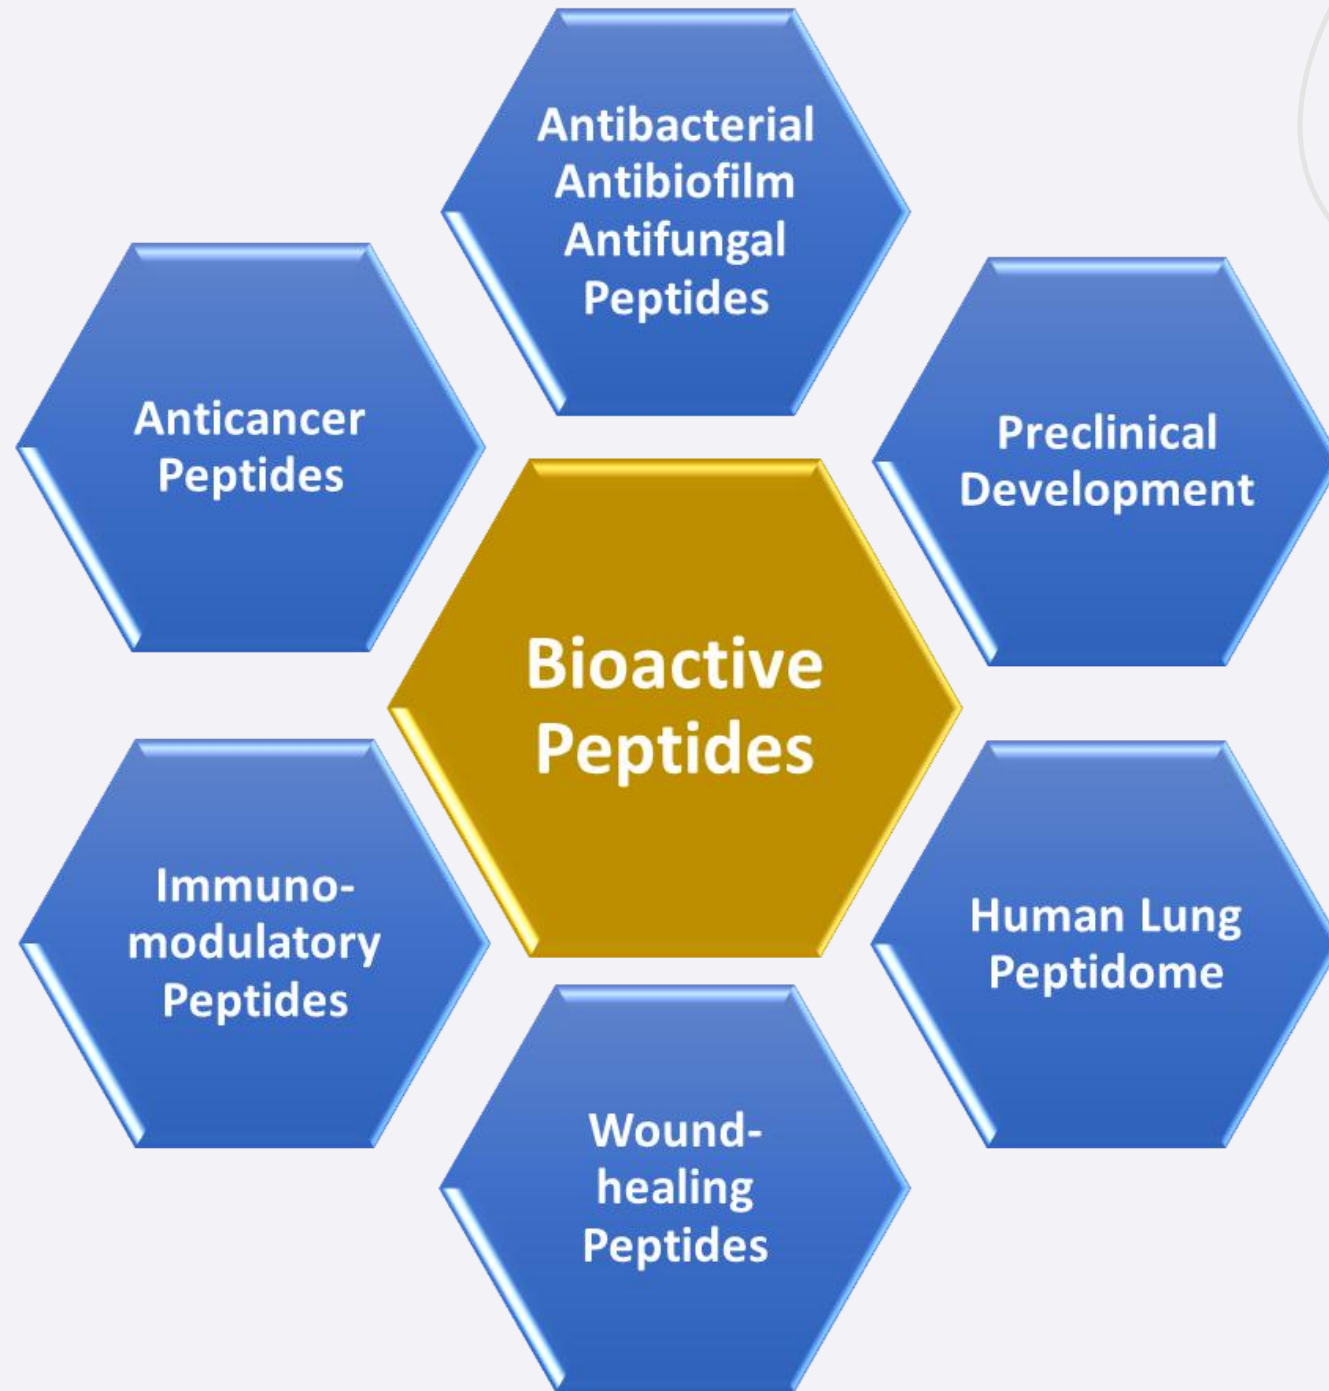 Antibacterial
Antibiofilm
Antifungal
Peptides
Anticancer
Peptides
Preclinical
Development
Bioactive
Peptides
Immuno-
modulatory
Peptides
Human Lung
Peptidome
Wound-
healing
Peptides